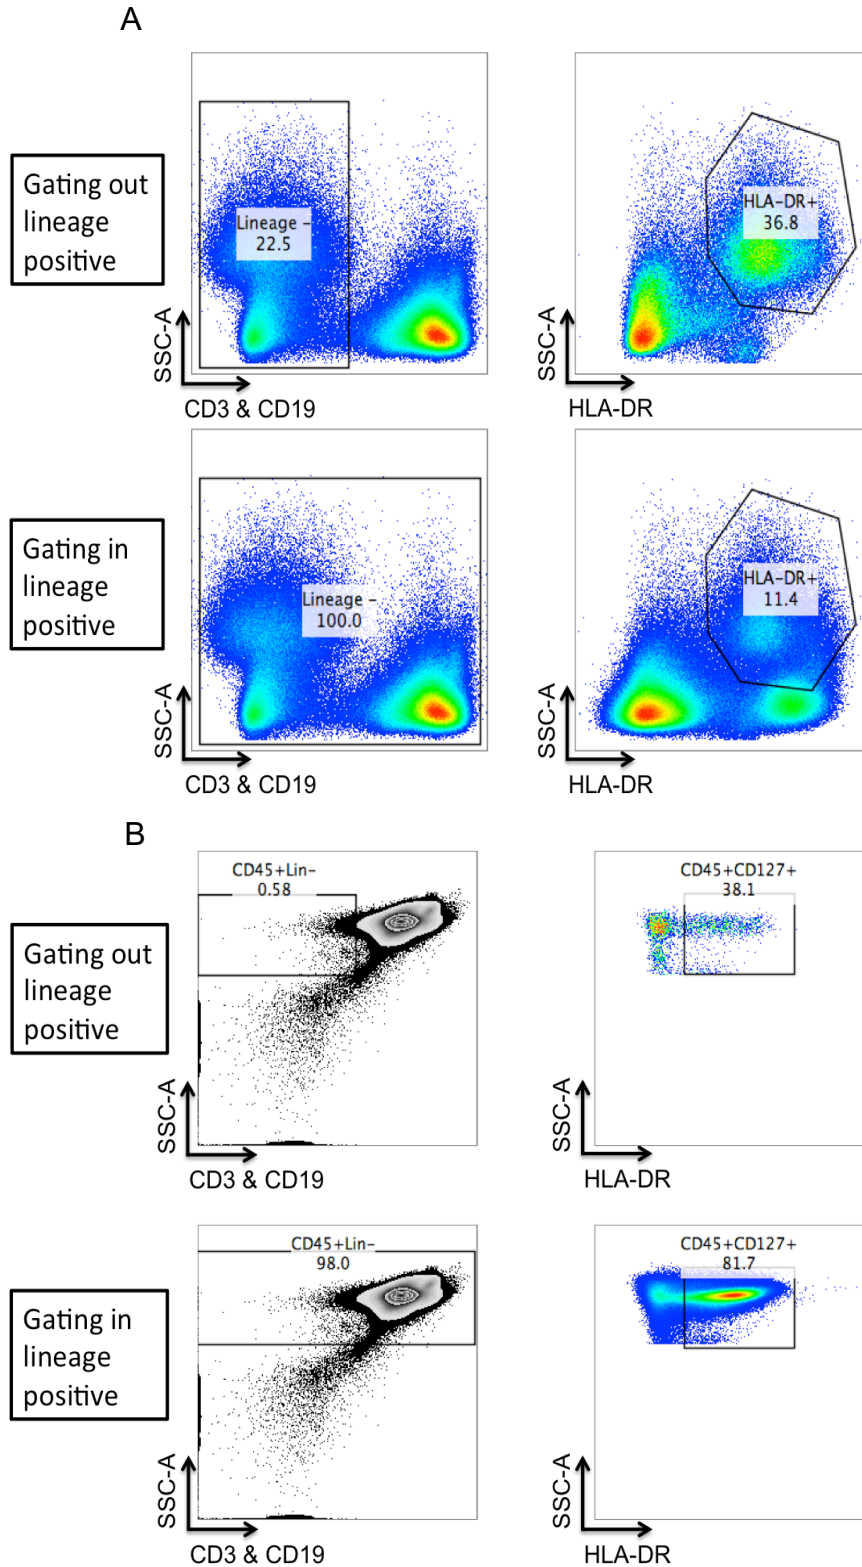 A
Gating out
lineage
positive
Lineage -
22.5
SSC-A
CD3 & CD19
HLA-DR+
36.8
SSC-A
HLA-DR
Gating in
lineage
positive
Lineage -
100.0
SSC-A
CD3 & CD19
HLA-DR+
11.4
SSC-A
HLA-DR
B
Gating out
lineage
positive
CD45+Lin-
0.58
SSC-A
CD3 & CD19
CD45+CD127+
38.1
SSC-A
HLA-DR
Gating in
lineage
positive
CD45+Lin-
98.0
SSC-A
CD3 & CD19
CD45+CD127+
81.7
SSC-A
HLA-DR